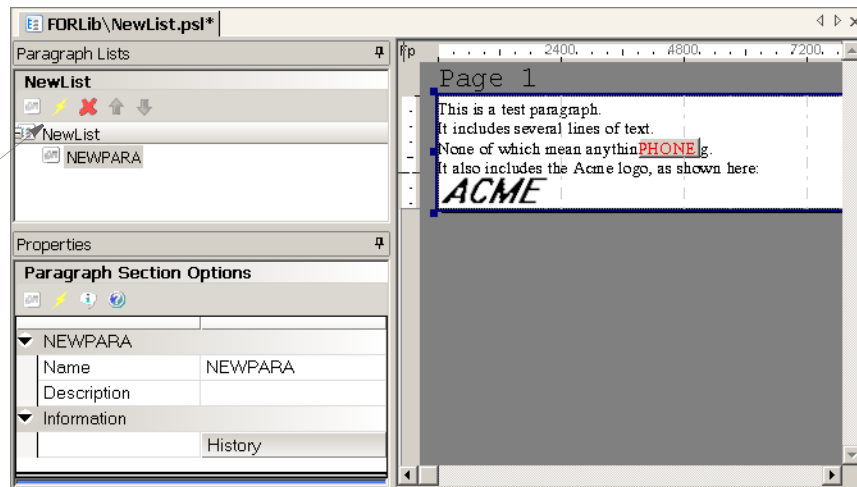 FORLib\NewList.psl*
Paragraph Lists
NewList
NewList
NEWPARA
Properties
Paragraph Section Options
NEWPARA
Name NEWPARA
Description
Information
History
fp 2400 4800 7200
Page 1
This is a test paragraph.
It includes several lines of text.
None of which mean anythinPHONE g.
It also includes the Acme logo, as shown here:
ACME